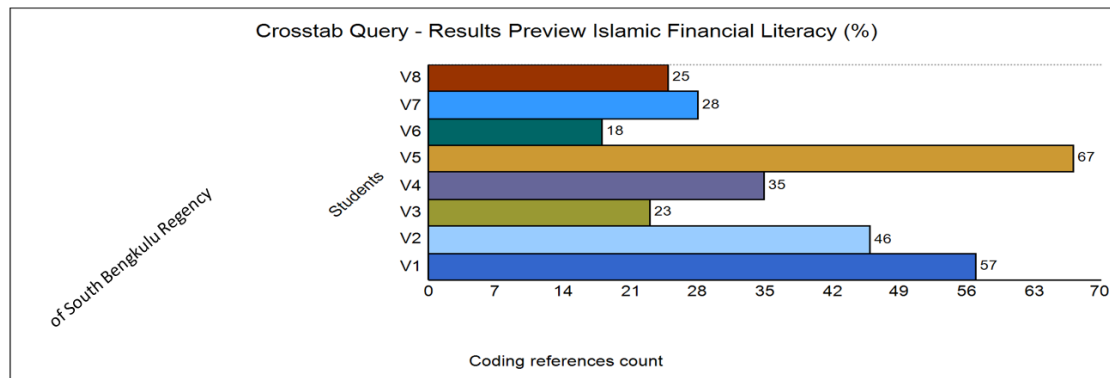 Crosstab Query - Results Preview Islamic Financial Literacy (%)
V8
25
V7
28
V6
18
V5
67
V4
35
V3
23
V2
46
V1
57
Students
of South Bengkulu Regency
0 7 14 21 28 35 42 49 56 63 70
Coding references count